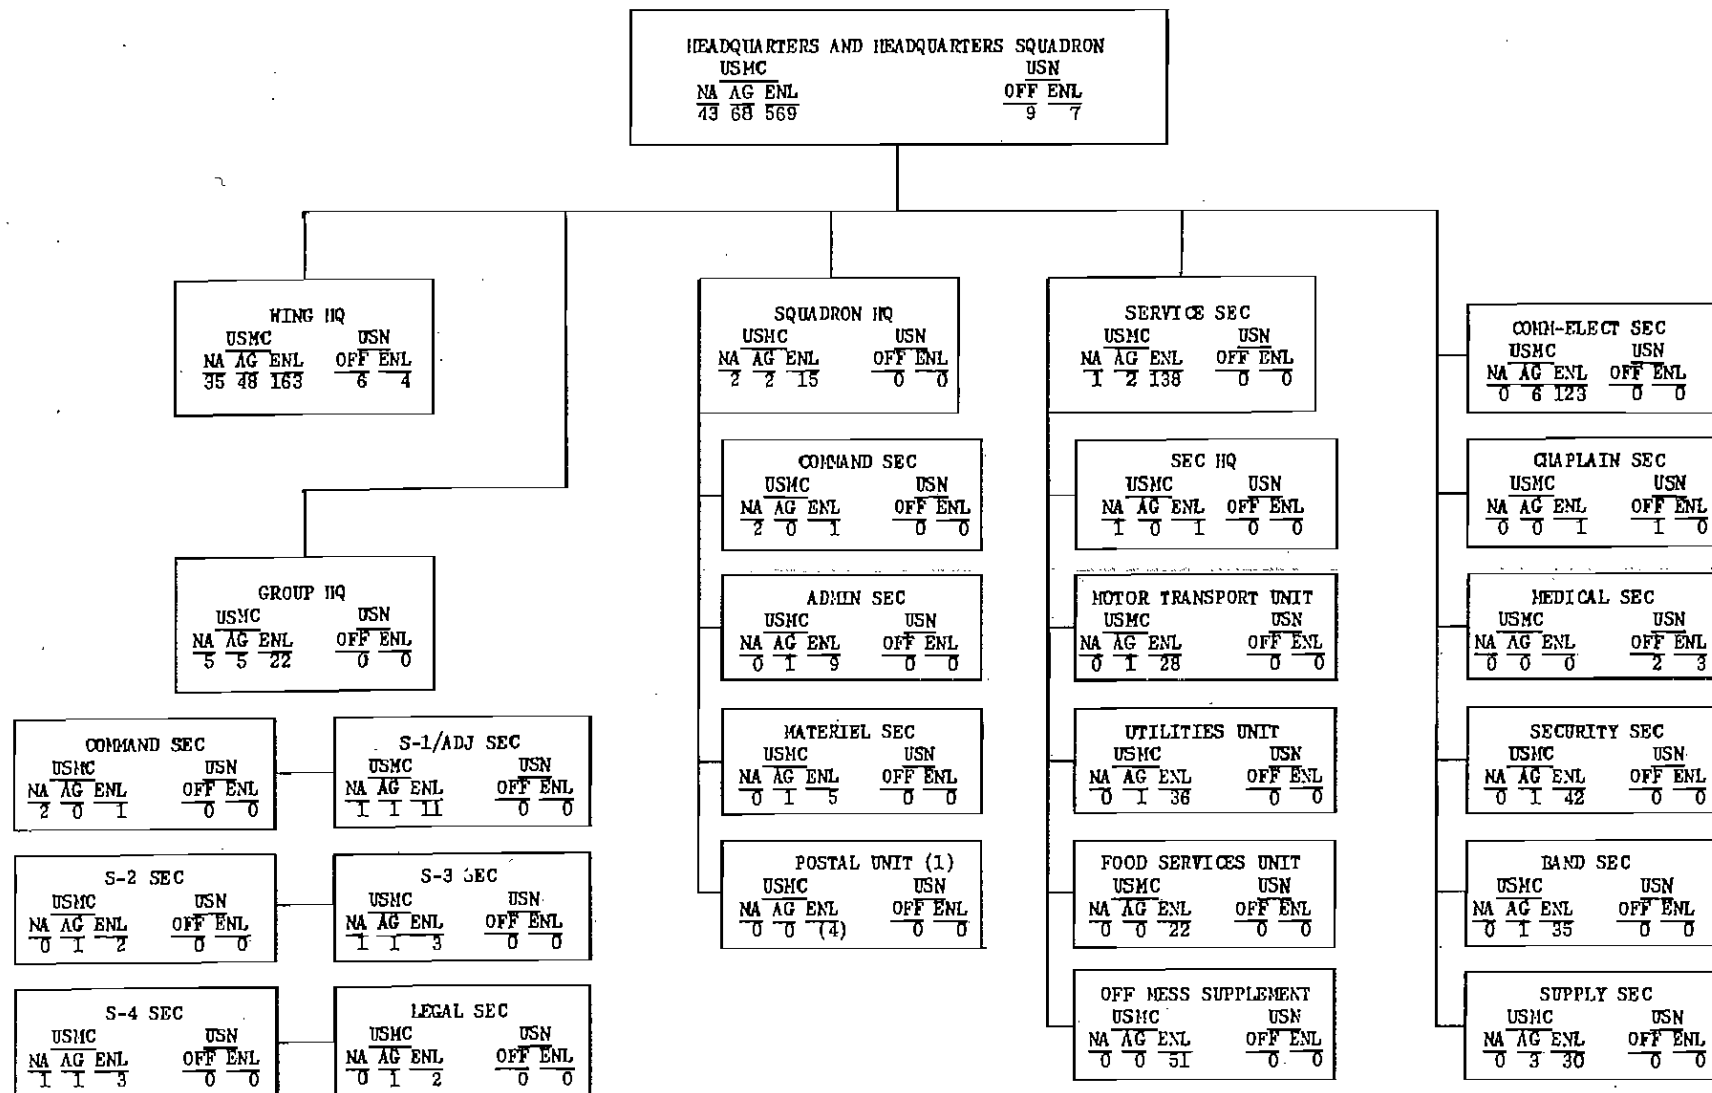 HEADQUARTERS AND HEADQUARTERS SQUADRON
USMC USN
NA AG ENL OFF ENL
43 68 569 9 7
WING HQ
USMC USN
NA AG ENL OFF ENL
35 48 163 6 4
GROUP HQ
USMC USN
NA AG ENL OFF ENL
5 5 22 0 0
COMMAND SEC
USMC USN
NA AG ENL OFF ENL
2 0 1 0 0
S-1/ADJ SEC
USMC USN
NA AG ENL OFF ENL
1 1 11 0 0
S-2 SEC
USMC USN
NA AG ENL OFF ENL
0 1 2 0 0
S-3 SEC
USMC USN
NA AG ENL OFF ENL
1 1 3 0 0
S-4 SEC
USMC USN
NA AG ENL OFF ENL
1 1 3 0 0
LEGAL SEC
USMC USN
NA AG ENL OFF ENL
0 1 2 0 0
SQUADRON HQ
USMC USN
NA AG ENL OFF ENL
2 2 15 0 0
COMMAND SEC
USMC USN
NA AG ENL OFF ENL
2 0 1 0 0
ADMIN SEC
USMC USN
NA AG ENL OFF ENL
0 1 9 0 0
MATERIEL SEC
USMC USN
NA AG ENL OFF ENL
0 1 5 0 0
POSTAL UNIT (1)
USMC USN
NA AG ENL OFF ENL
0 0 (4) 0 0
SERVICE SEC
USMC USN
NA AG ENL OFF ENL
1 2 138 0 0
SEC HQ
USMC USN
NA AG ENL OFF ENL
1 0 1 0 0
MOTOR TRANSPORT UNIT
USMC USN
NA AG ENL OFF ENL
0 1 28 0 0
UTILITIES UNIT
USMC USN
NA AG ENL OFF ENL
0 1 36 0 0
FOOD SERVICES UNIT
USMC USN
NA AG ENL OFF ENL
0 0 22 0 0
OFF MESS SUPPLEMENT
USMC USN
NA AG ENL OFF ENL
0 0 51 0 0
COMM-ELECT SEC
USMC USN
NA AG ENL OFF ENL
0 6 123 0 0
CHAPLAIN SEC
USMC USN
NA AG ENL OFF ENL
0 0 1 1 0
MEDICAL SEC
USMC USN
NA AG ENL OFF ENL
0 0 0 2 3
SECURITY SEC
USMC USN
NA AG ENL OFF ENL
0 1 42 0 0
BAND SEC
USMC USN
NA AG ENL OFF ENL
0 1 35 0 0
SUPPLY SEC
USMC USN
NA AG ENL OFF ENL
0 3 30 0 0